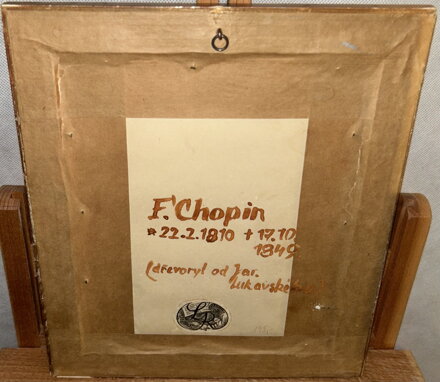 F. Chopin
* 22.2.1810 + 17.10.
1849
(dřevoryt od Jar.
Lukavského)